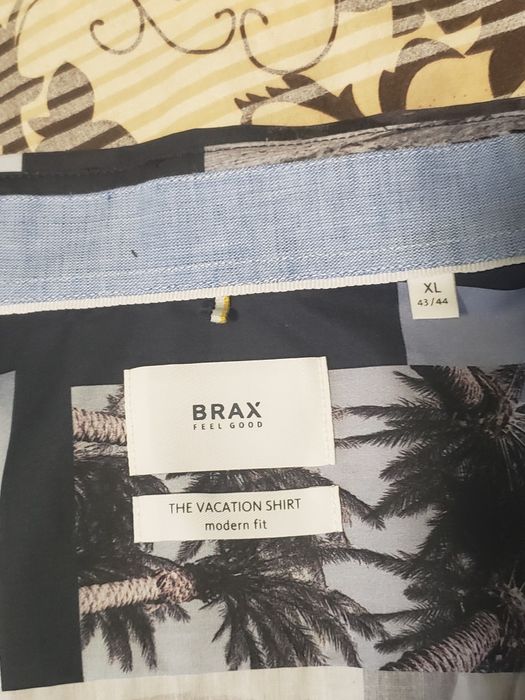 XL
43/44
BRAX
FEEL GOOD
THE VACATION SHIRT
modern fit